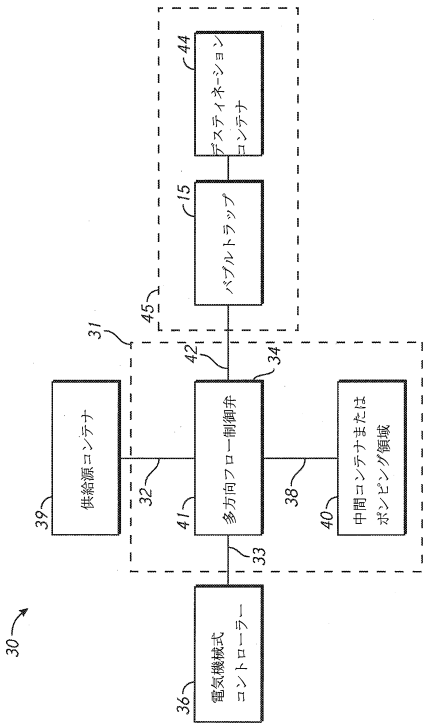 30
36
電気機械式
コントローラー
33
31
39
供給源コンテナ
32
41
多方向フロー制御弁
34
38
40
中間コンテナまたは
ポンピング領域
42
45
15
バブルトラップ
44
デスティネーション
コンテナ